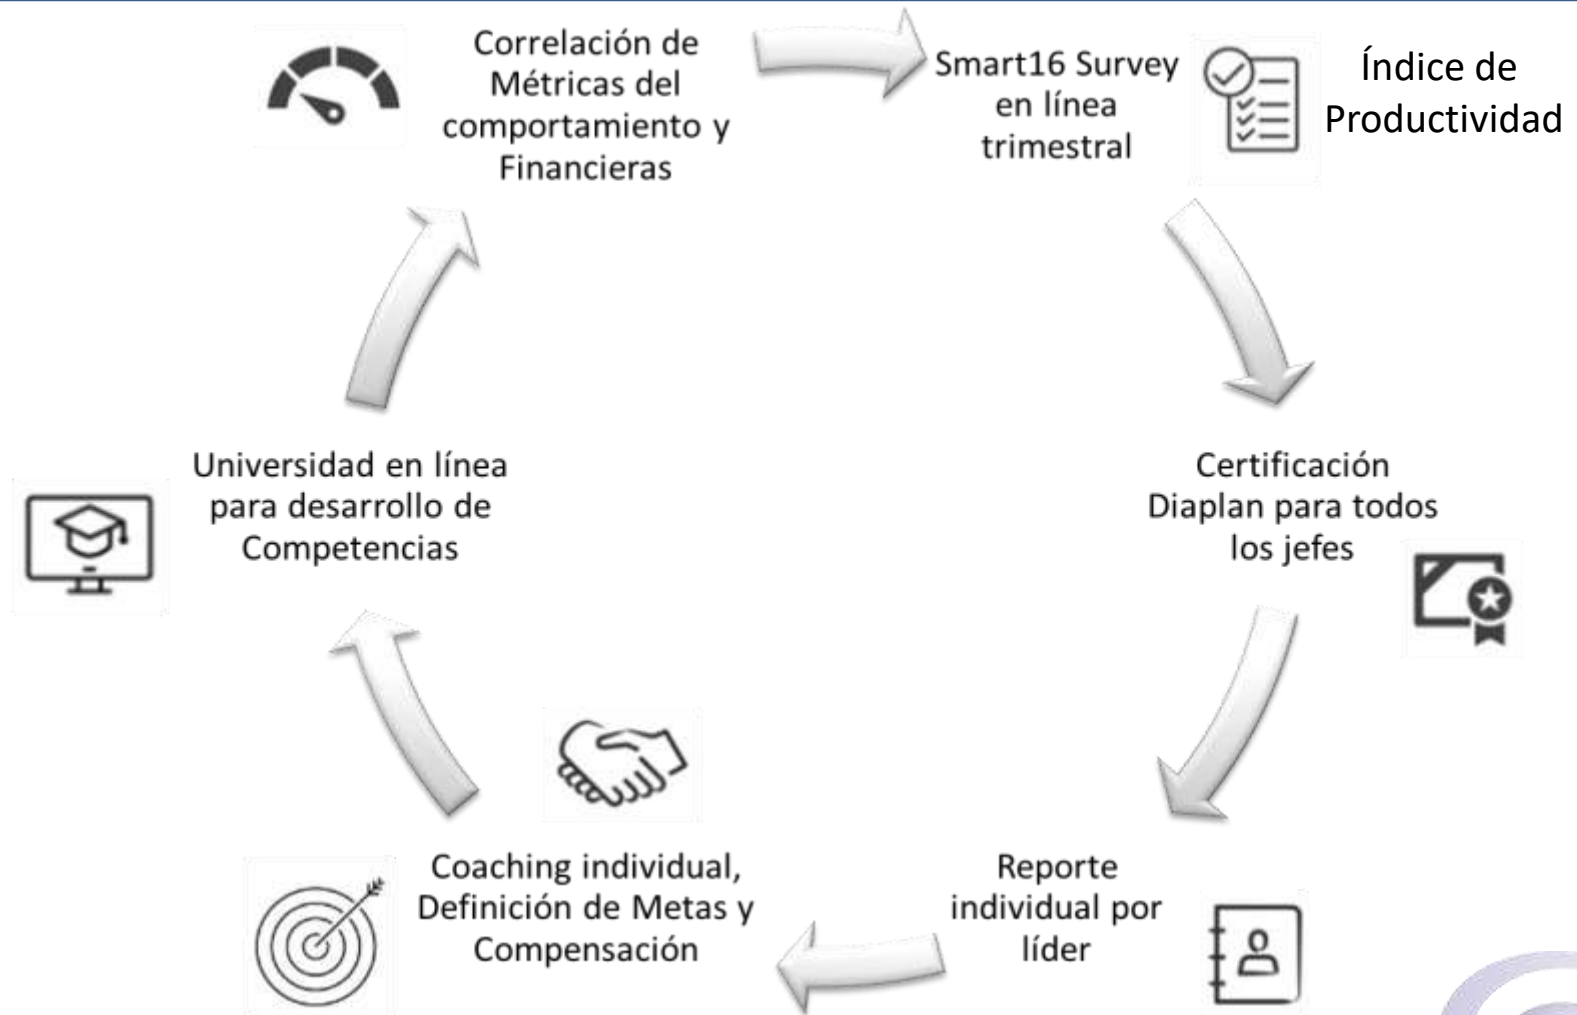 Correlación de
Métricas del
comportamiento y
Financieras
Smart16 Survey
en línea
trimestral
Índice de
Productividad
Certificación
Diaplan para todos
los jefes
Reporte
individual por
líder
Coaching individual,
Definición de Metas y
Compensación
Universidad en línea
para desarrollo de
Competencias